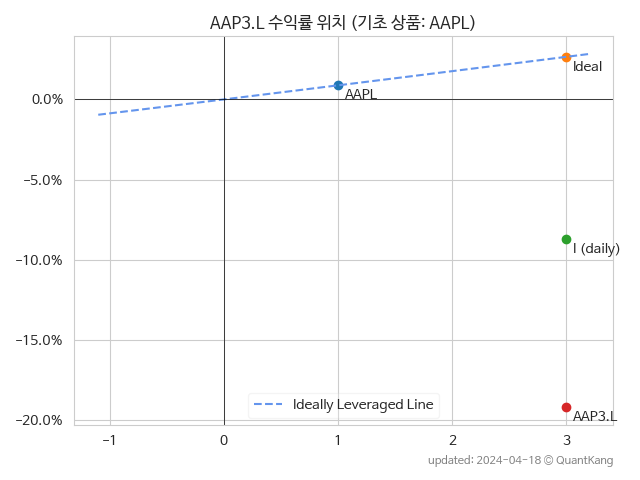 AAP3.L 수익률 위치 (기초 상품: AAPL)
Ideal
AAPL
0.0%
−5.0%
I (daily)
−10.0%
−15.0%
Ideally Leveraged Line
AAP3.L
−20.0%
−1 0 1 2 3
updated: 2024-04-18 © QuantKang